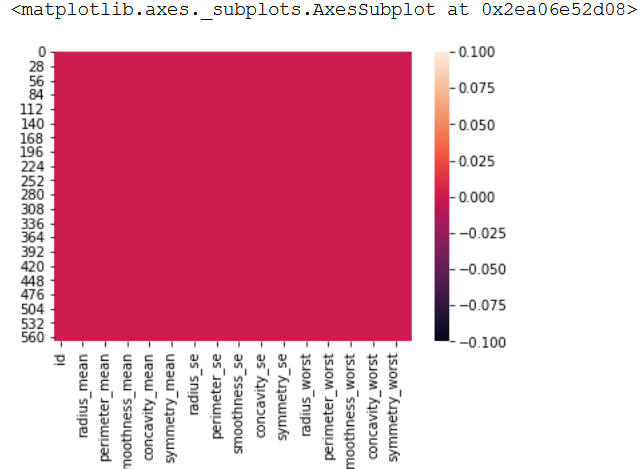 <matplotlib.axes._subplots.AxesSubplot at 0x2ea06e52d08>
0
28
56
84
112
140
168
196
224
252
280
308
336
364
392
420
448
476
504
532
560
0.100
0.075
0.050
0.025
0.000
−0.025
−0.050
−0.075
−0.100
id
radius_mean
perimeter_mean
moothness_mean
concavity_mean
symmetry_mean
radius_se
perimeter_se
smoothness_se
concavity_se
symmetry_se
radius_worst
perimeter_worst
moothness_worst
concavity_worst
symmetry_worst